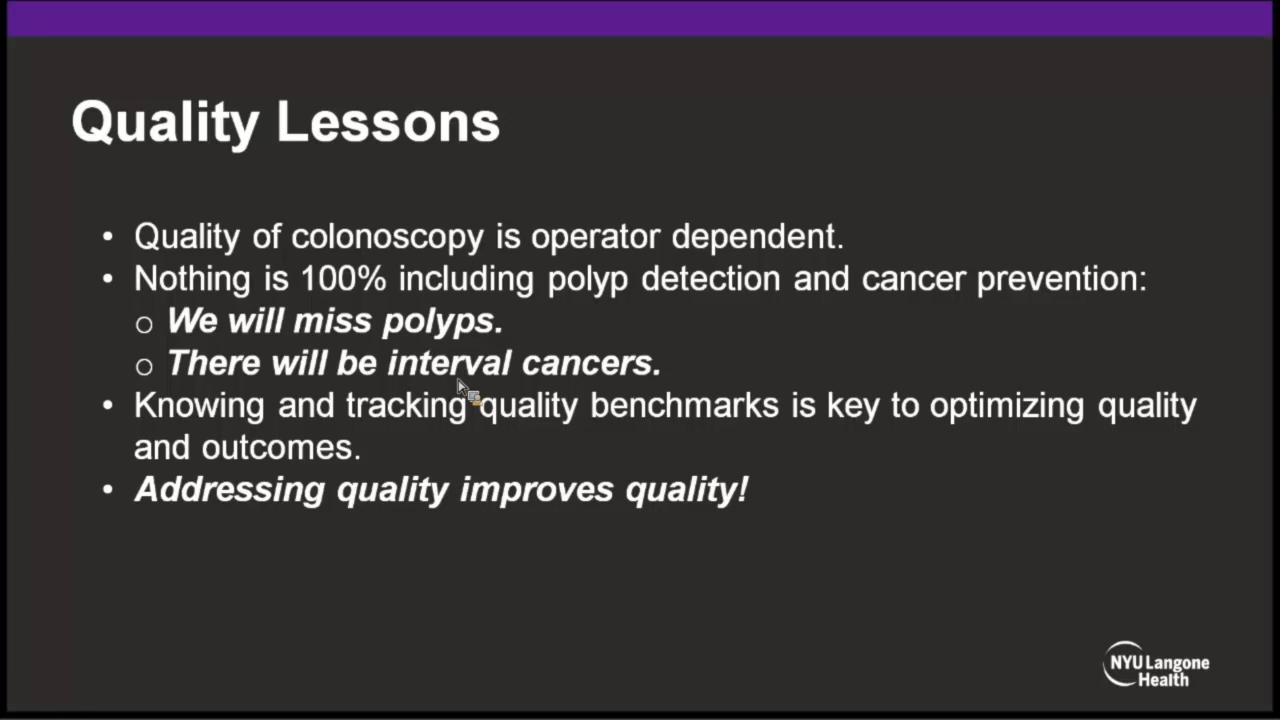 Quality Lessons
• Quality of colonoscopy is operator dependent.
• Nothing is 100% including polyp detection and cancer prevention:
o We will miss polyps.
o There will be interval cancers.
• Knowing and tracking quality benchmarks is key to optimizing quality
and outcomes.
• Addressing quality improves quality!
NYU Langone
Health